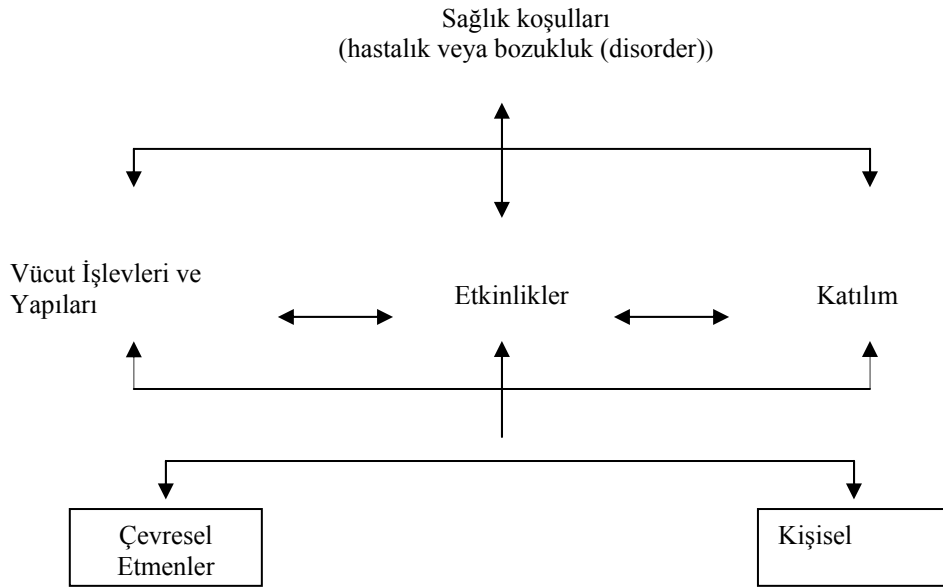 Sağlık koşulları
(hastalık veya bozukluk (disorder))
Vücut İşlevleri ve
Yapıları
Etkinlikler
Katılım
Çevresel
Etmenler
Kişisel